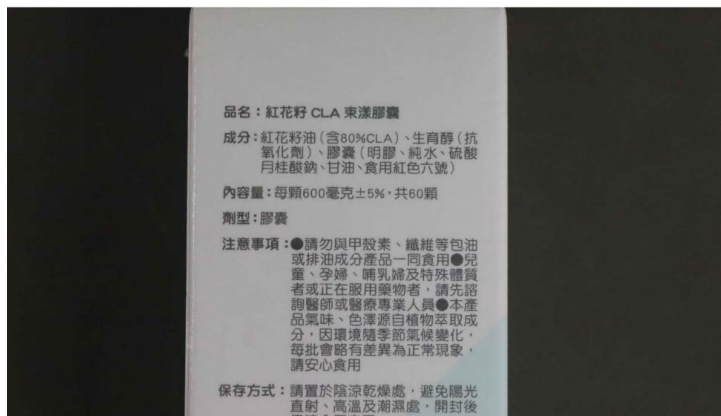 品名：紅花籽 CLA 束漾膠囊
成分：紅花籽油（含80%CLA）、生育醇（抗
氧化劑）、膠囊（明膠、純水、硫酸
月桂酸鈉、甘油、食用紅色六號）
內容量：每顆600毫克±5%，共60顆
劑型：膠囊
注意事項：●請勿與甲殼素、纖維等包油
或排油成分產品一同食用●兒
童、孕婦、哺乳婦及特殊體質
者或正在服用藥物者，請先諮
詢醫師或醫療專業人員●本產
品氣味、色澤源自植物萃取成
分，因環境隨季節氣候變化，
每批會略有差異為正常現象，
請安心食用
保存方式：請置於陰涼乾燥處，避免陽光
直射、高溫及潮濕處，開封後